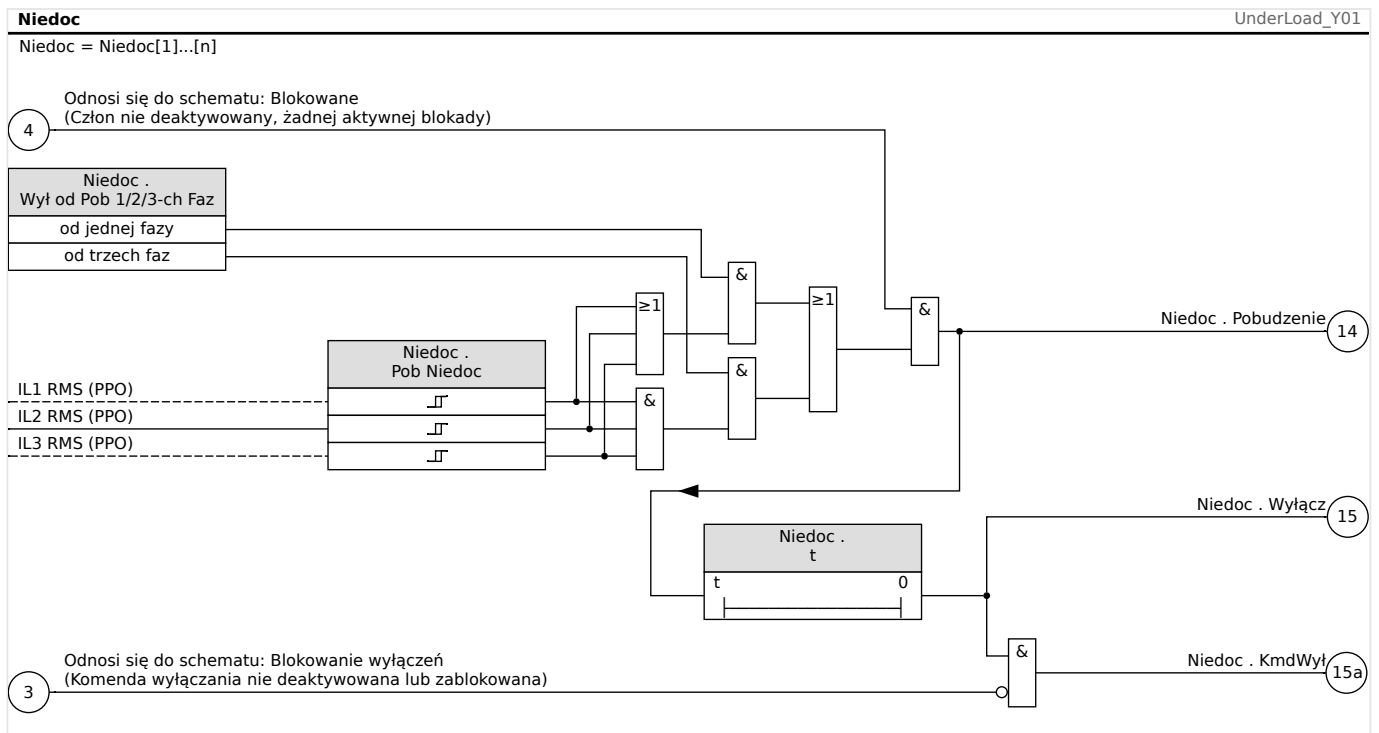 Niedoc
UnderLoad_Y01
Niedoc = Niedoc[1]...[n]
Odnosi się do schematu: Blokowane
(Człon nie deaktywowany, żadnej aktywnej blokady)
4
Niedoc .
Wył od Pob 1/2/3-ch Faz
od jednej fazy
od trzech faz
&
≥1
≥1
&
Niedoc . Pobudzenie
14
Niedoc .
Pob Niedoc
&
IL1 RMS (PPO)
&
IL2 RMS (PPO)
IL3 RMS (PPO)
Niedoc . Wyłącz
15
Niedoc .
t
t
0
Odnosi się do schematu: Blokowanie wyłączeń
(Komenda wyłączania nie deaktywowana lub zablokowana)
3
&
Niedoc . KmdWył
15a